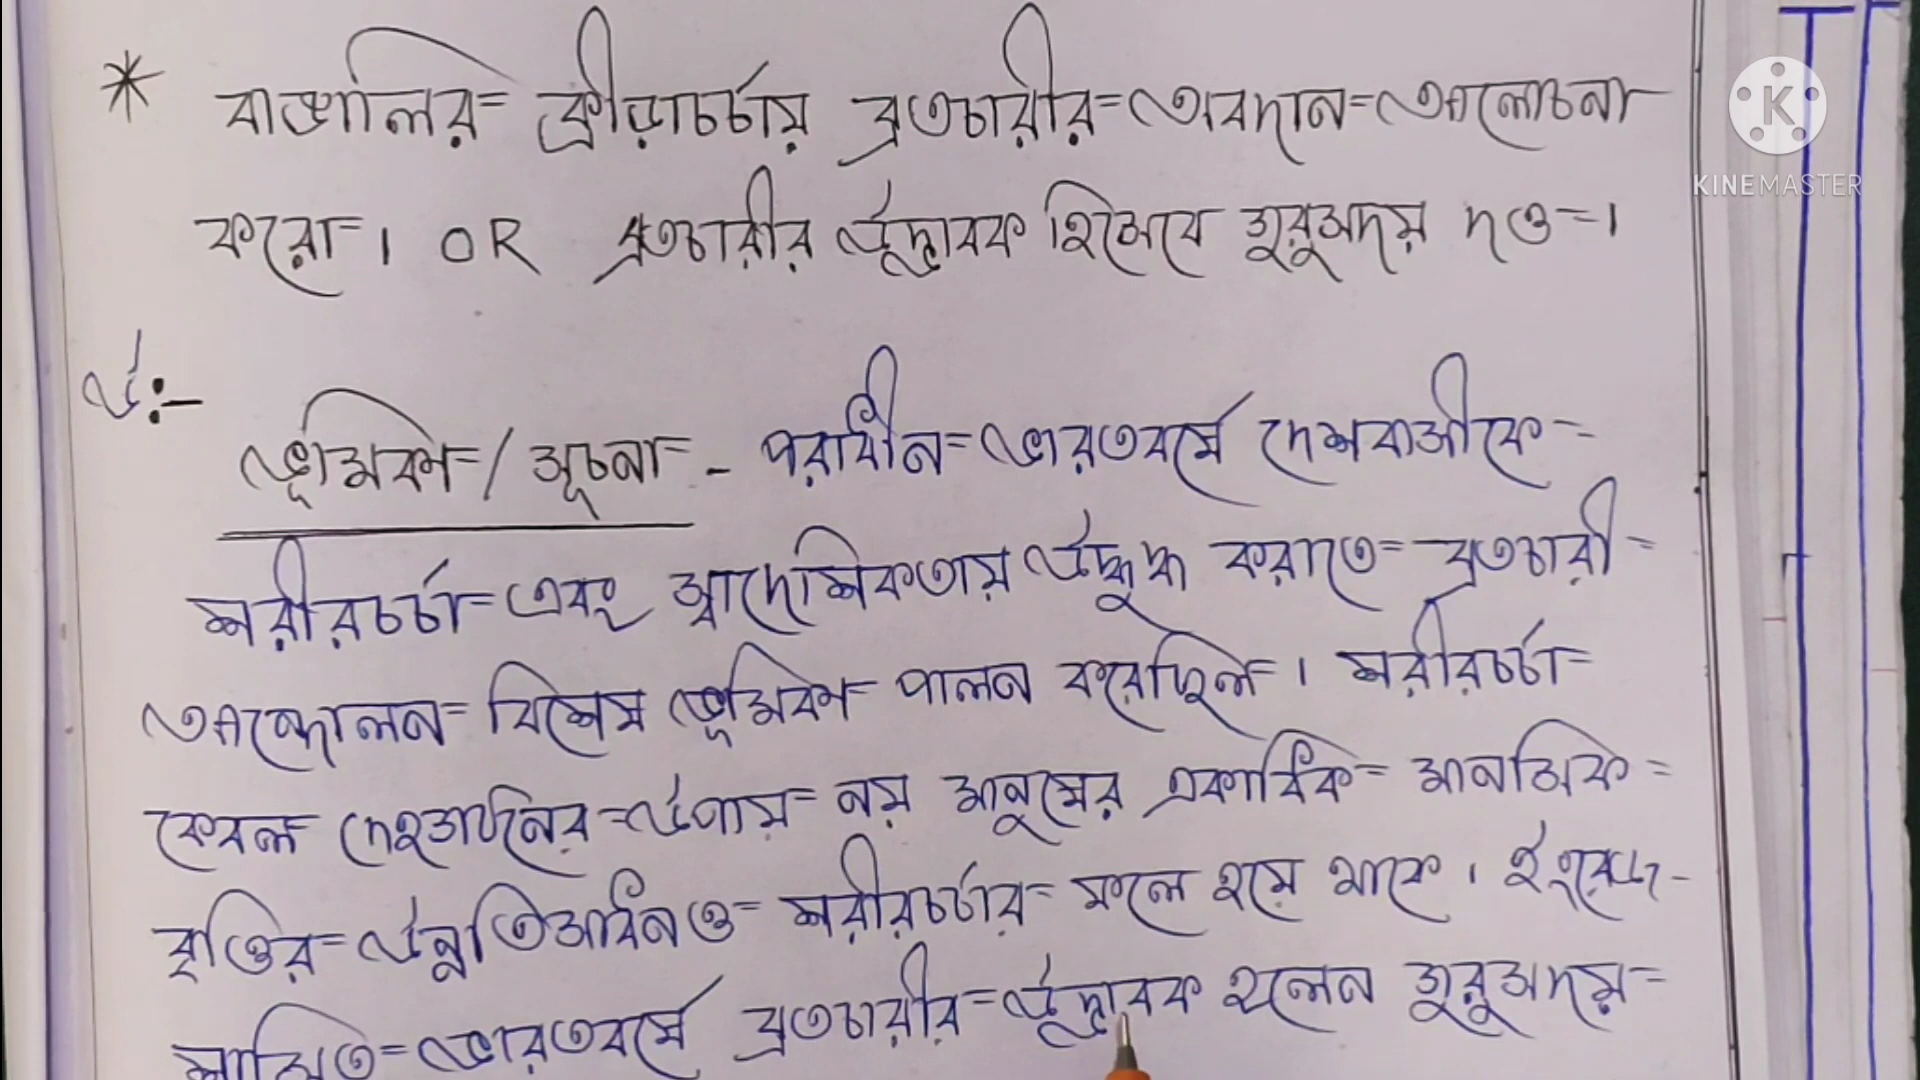 * বাঙালির ক্রীড়াচর্চায় ব্রতচারীর অবদান আলোচনা
করো। OR ব্রতচারীর উদ্ভাবক হিসেবে গুরুসদয় দত্ত।
উঃ-
ভূমিকা / সূচনা - পরাধীন ভারতবর্ষে দেশবাসীকে
শরীরচর্চা এবং স্বাদেশিকতায় উদ্বুদ্ধ করাতে ব্রতচারী
আন্দোলন বিশেষ ভূমিকা পালন করেছিল। শরীরচর্চা
কেবল দেহগঠনের উপায় নয় মানুষের একাধিক মানসিক
বৃত্তির উন্নতিসাধনও শরীরচর্চার ফলে হয়ে থাকে। ইংরেজ
শাসিত ভারতবর্ষে ব্রতচারীর উদ্ভাবক হলেন গুরুসদয়
K
KINEMASTER